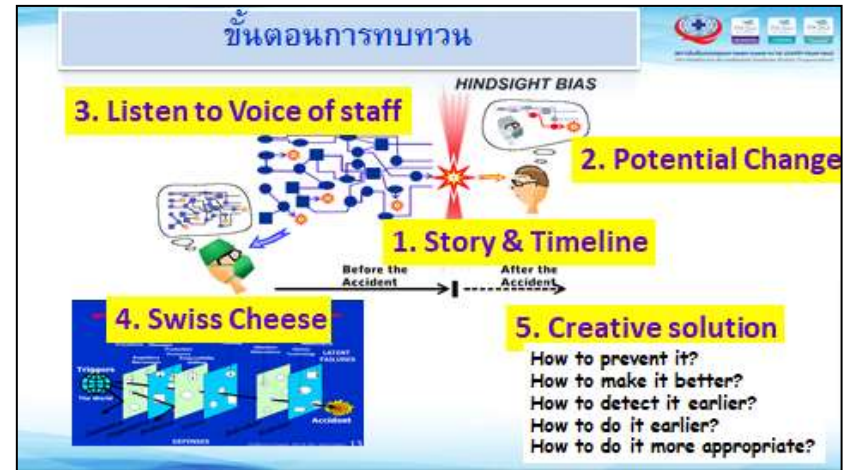 ขั้นตอนการทบทวน
HINDSIGHT BIAS
3. Listen to Voice of staff
2. Potential Change
1. Story & Timeline
Before the
Accident
After the
Accident
4. Swiss Cheese
Triggers
The World
LATENT
FAILURES
Accident
DEFENSES
13
5. Creative solution
How to prevent it?
How to make it better?
How to detect it earlier?
How to do it earlier?
How to do it more appropriate?